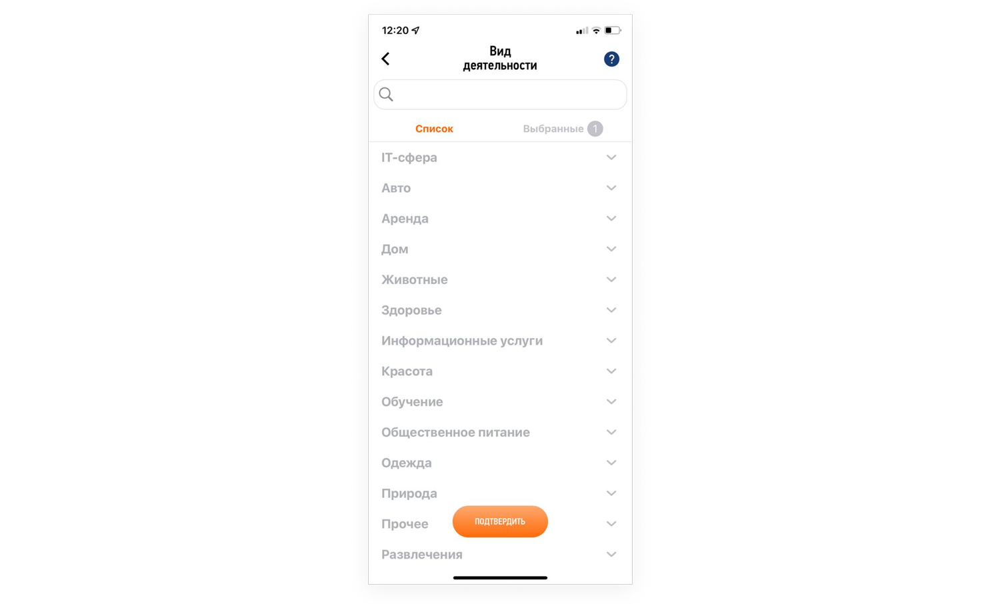 12:20
Вид
деятельности
?
Список
Выбранные 1
IT-сфера
Авто
Аренда
Дом
Животные
Здоровье
Информационные услуги
Красота
Обучение
Общественное питание
Одежда
Природа
Прочее
ПОДТВЕРДИТЬ
Развлечения